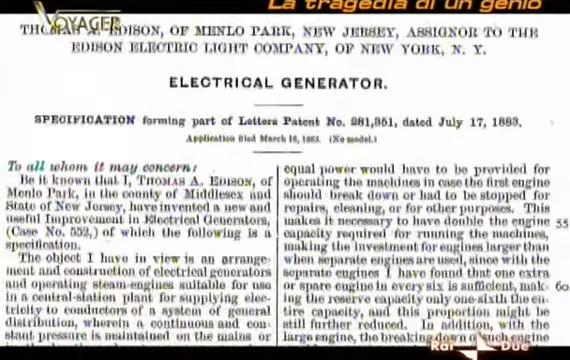 La tragedia di un genio
VOYAGER
THOMAS A. EDISON, OF MENLO PARK, NEW JERSEY, ASSIGNOR TO THE
EDISON ELECTRIC LIGHT COMPANY, OF NEW YORK, N. Y.
ELECTRICAL GENERATOR.
SPECIFICATION forming part of Letters Patent No. 281,351, dated July 17, 1883.
Application filed March 16, 1883. (No model.)
To all whom it may concern:
Be it known that I, THOMAS A. EDISON, of
Menlo Park, in the county of Middlesex and
State of New Jersey, have invented a new and
useful Improvement in Electrical Generators,
(Case No. 552,) of which the following is a
specification.
The object I have in view is an arrange-
ment and construction of electrical generators
and operating steam-engines suitable for use
in a central-station plant for supplying elec-
tricity to conductors of a system of general
distribution, wherein a continuous and con-
stant pressure is maintained on the mains or
equal power would have to be provided for
operating the machines in case the first engine
should break down or had to be stopped for
repairs, cleaning, or for other purposes. This
makes it necessary to have double the engine 55
capacity required for running the machines,
making the investment for engines larger than
when separate engines are used, since with the
separate engines I have found that one extra
or spare engine in every six is sufficient, mak- 60
ing the reserve capacity only one-sixth the en-
tire capacity, and this proportion might be
still further reduced. In addition, with the
large engine, the breaking down of such engine
Rai Due